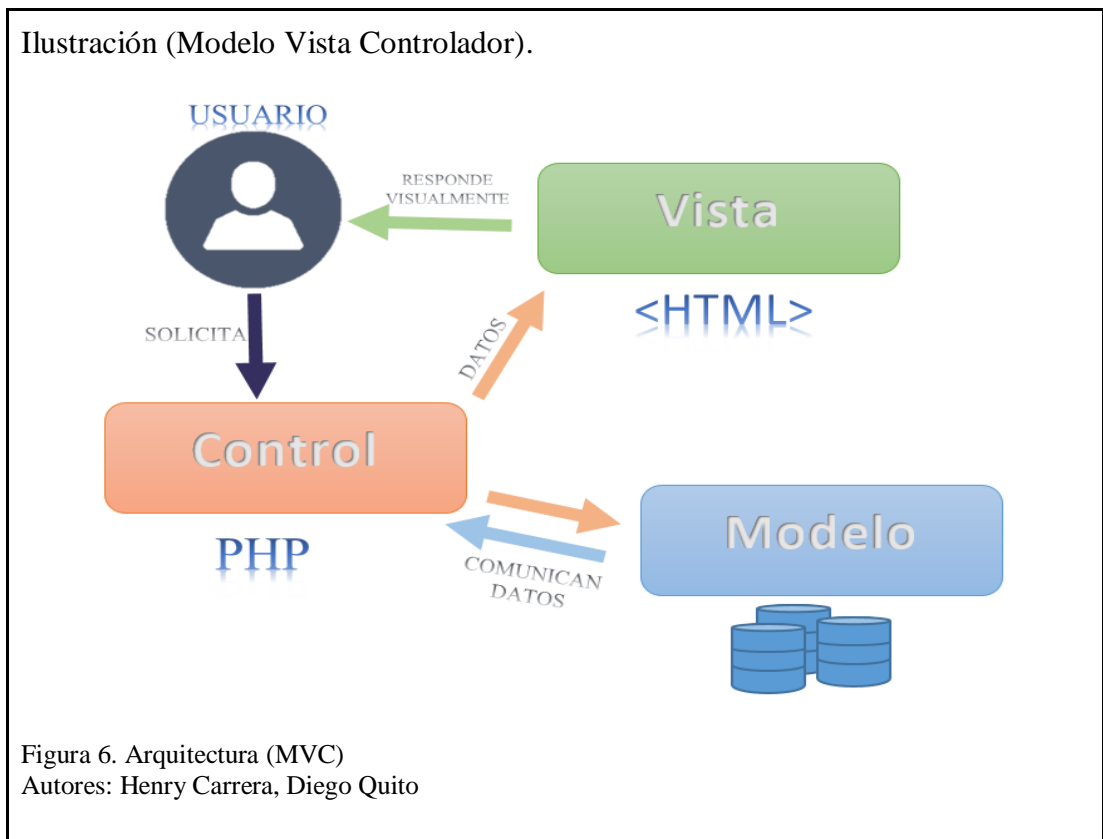 Ilustración (Modelo Vista Controlador).
USUARIO
RESPONDE
VISUALMENTE
Vista
<HTML>
SOLICITA
DATOS
Control
PHP
Modelo
COMUNICAN
DATOS
Figura 6. Arquitectura (MVC)
Autores: Henry Carrera, Diego Quito